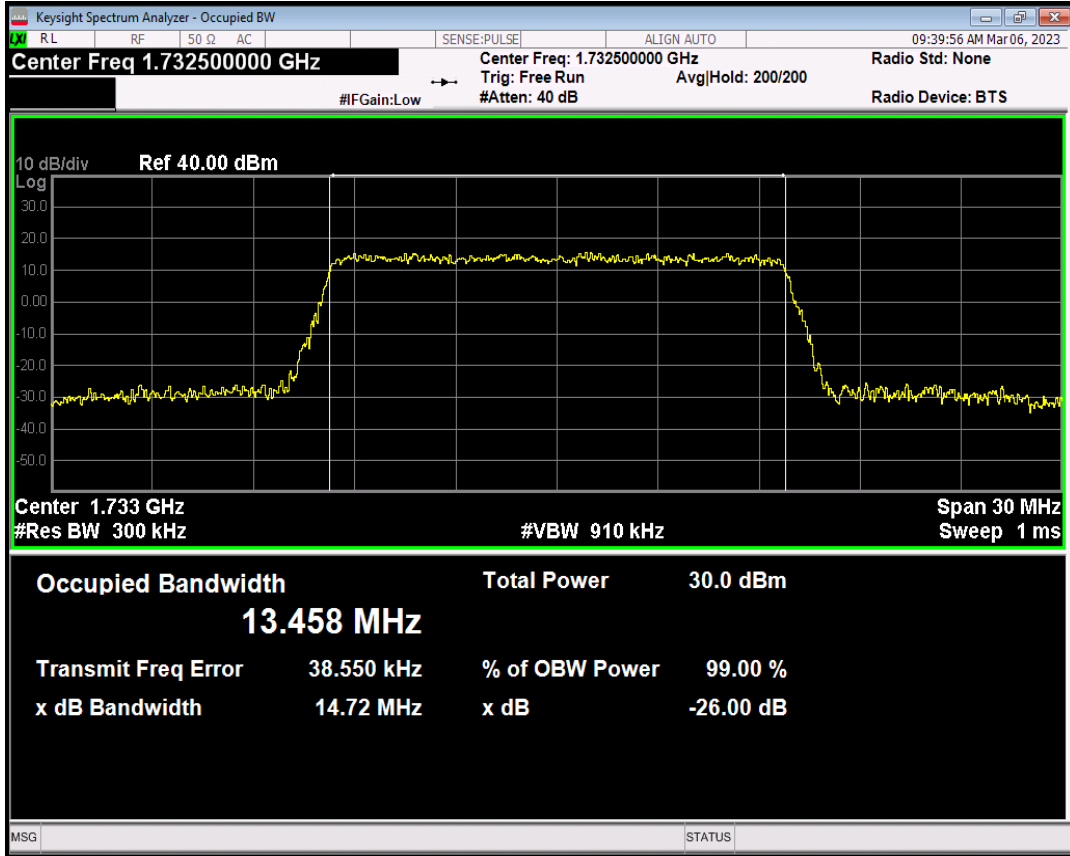 Keysight Spectrum Analyzer - Occupied BW
LXI RL RF 50 Ω AC SENSE:PULSE ALIGN AUTO 09:39:56 AM Mar 06, 2023
Center Freq 1.732500000 GHz Center Freq: 1.732500000 GHz Radio Std: None
Trig: Free Run Avg|Hold: 200/200
#IFGain:Low #Atten: 40 dB Radio Device: BTS
10 dB/div Ref 40.00 dBm
Log
30.0
20.0
10.0
0.00
-10.0
-20.0
-30.0
-40.0
-50.0
Center 1.733 GHz Span 30 MHz
#Res BW 300 kHz #VBW 910 kHz Sweep 1 ms
Occupied Bandwidth Total Power 30.0 dBm
13.458 MHz
Transmit Freq Error 38.550 kHz % of OBW Power 99.00 %
x dB Bandwidth 14.72 MHz x dB -26.00 dB
MSG STATUS